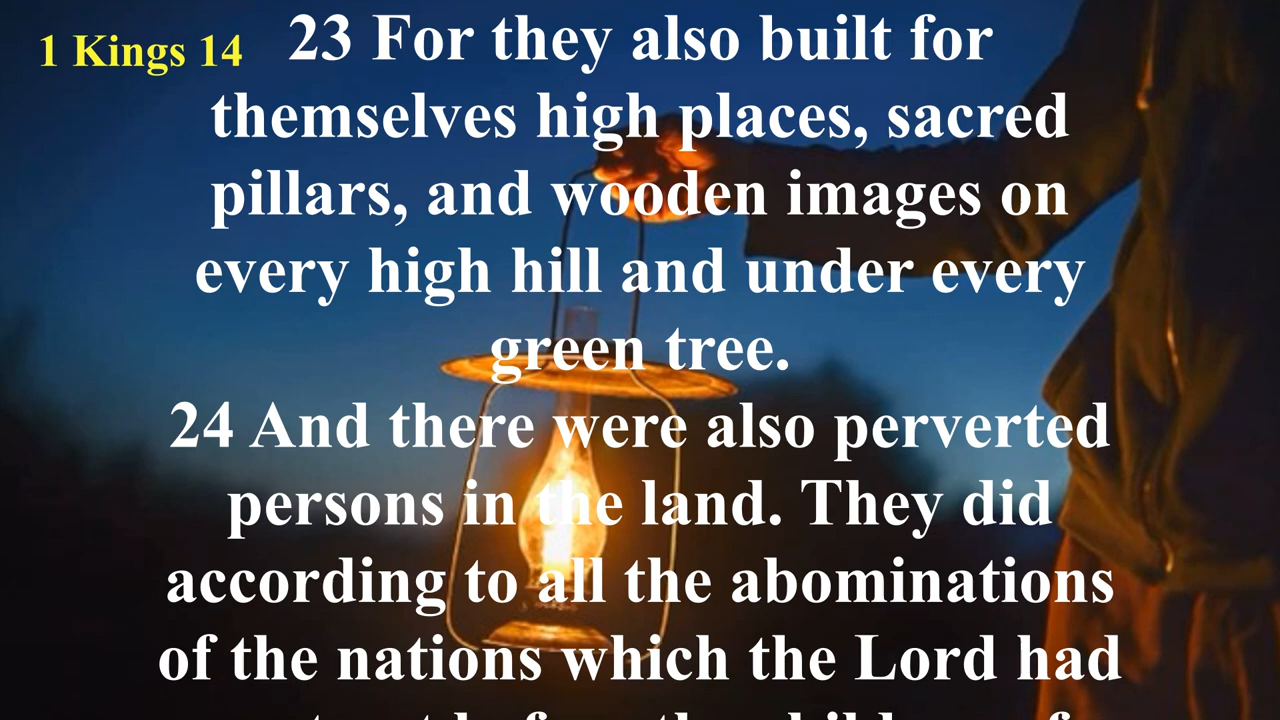 1 Kings 14
23 For they also built for
themselves high places, sacred
pillars, and wooden images on
every high hill and under every
green tree.
24 And there were also perverted
persons in the land. They did
according to all the abominations
of the nations which the Lord had